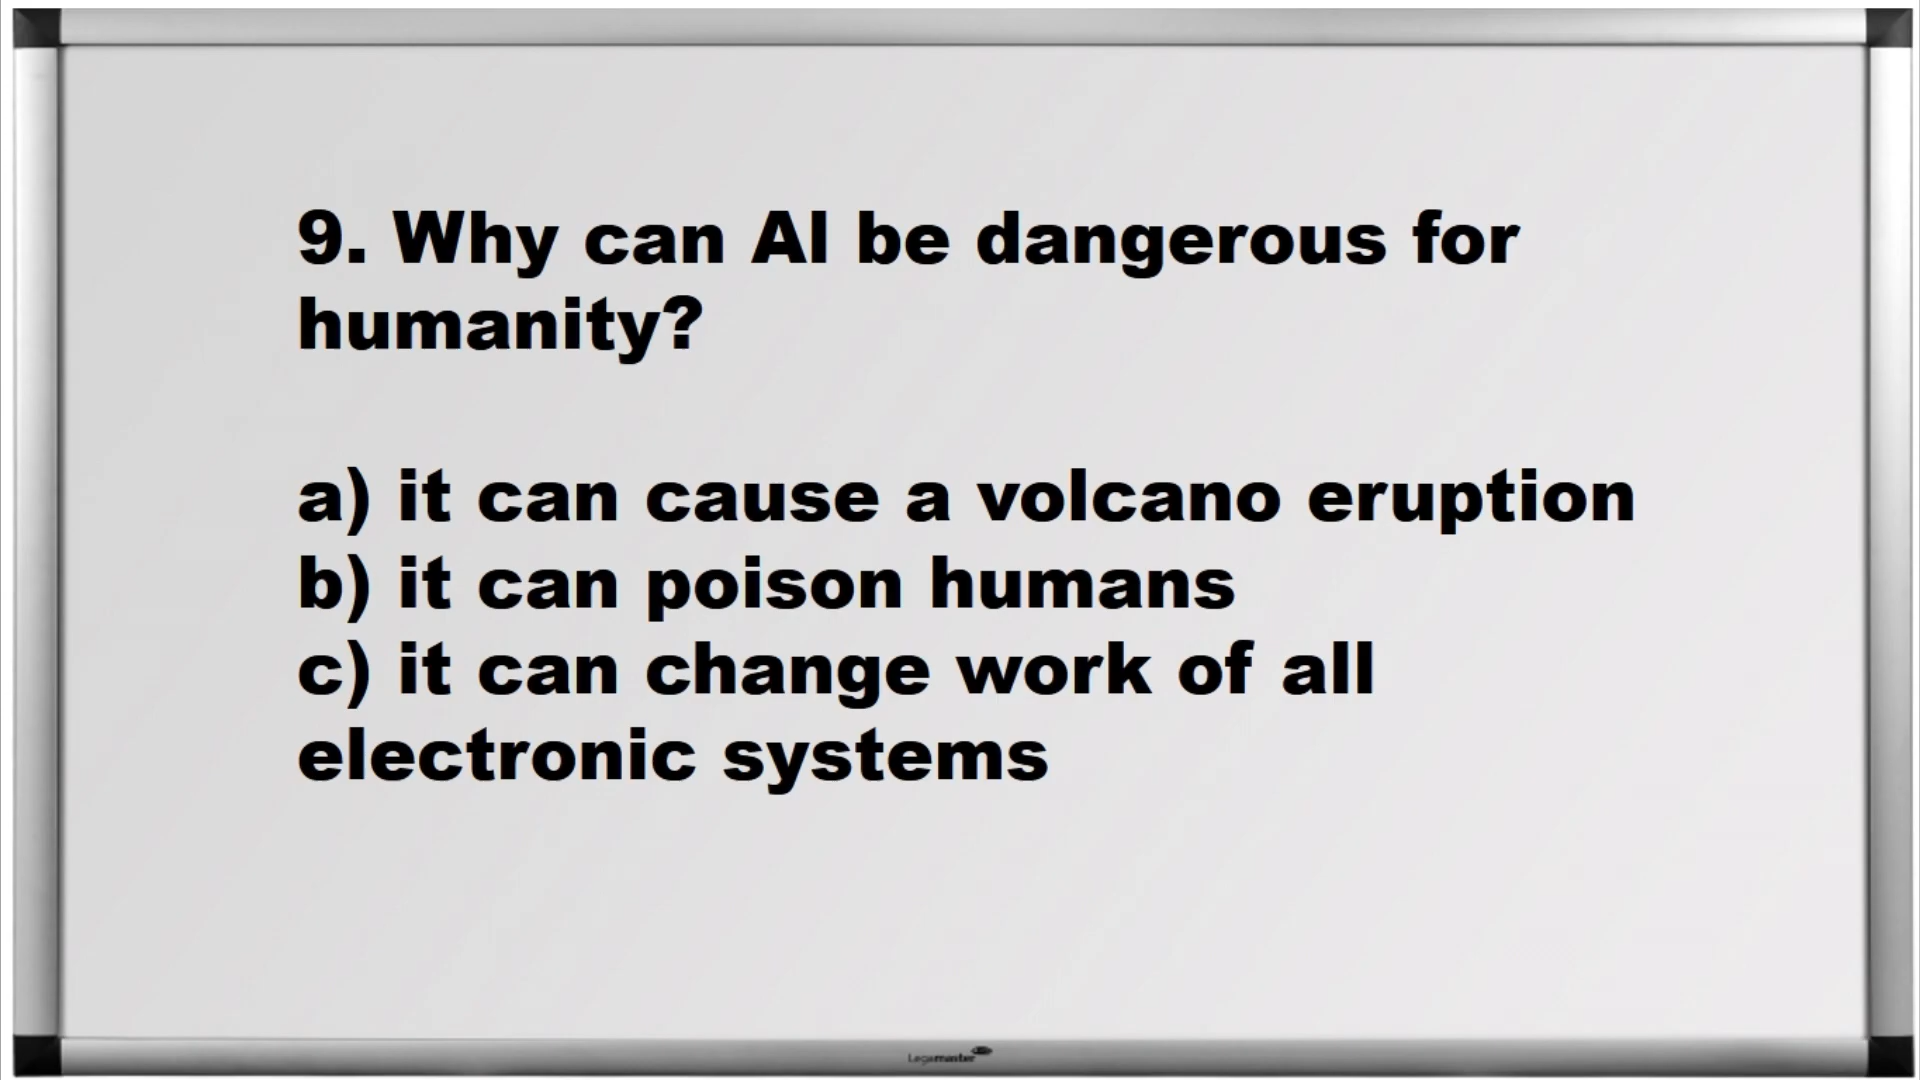 9. Why can AI be dangerous for
humanity?
a) it can cause a volcano eruption
b) it can poison humans
c) it can change work of all
electronic systems
Legamaster